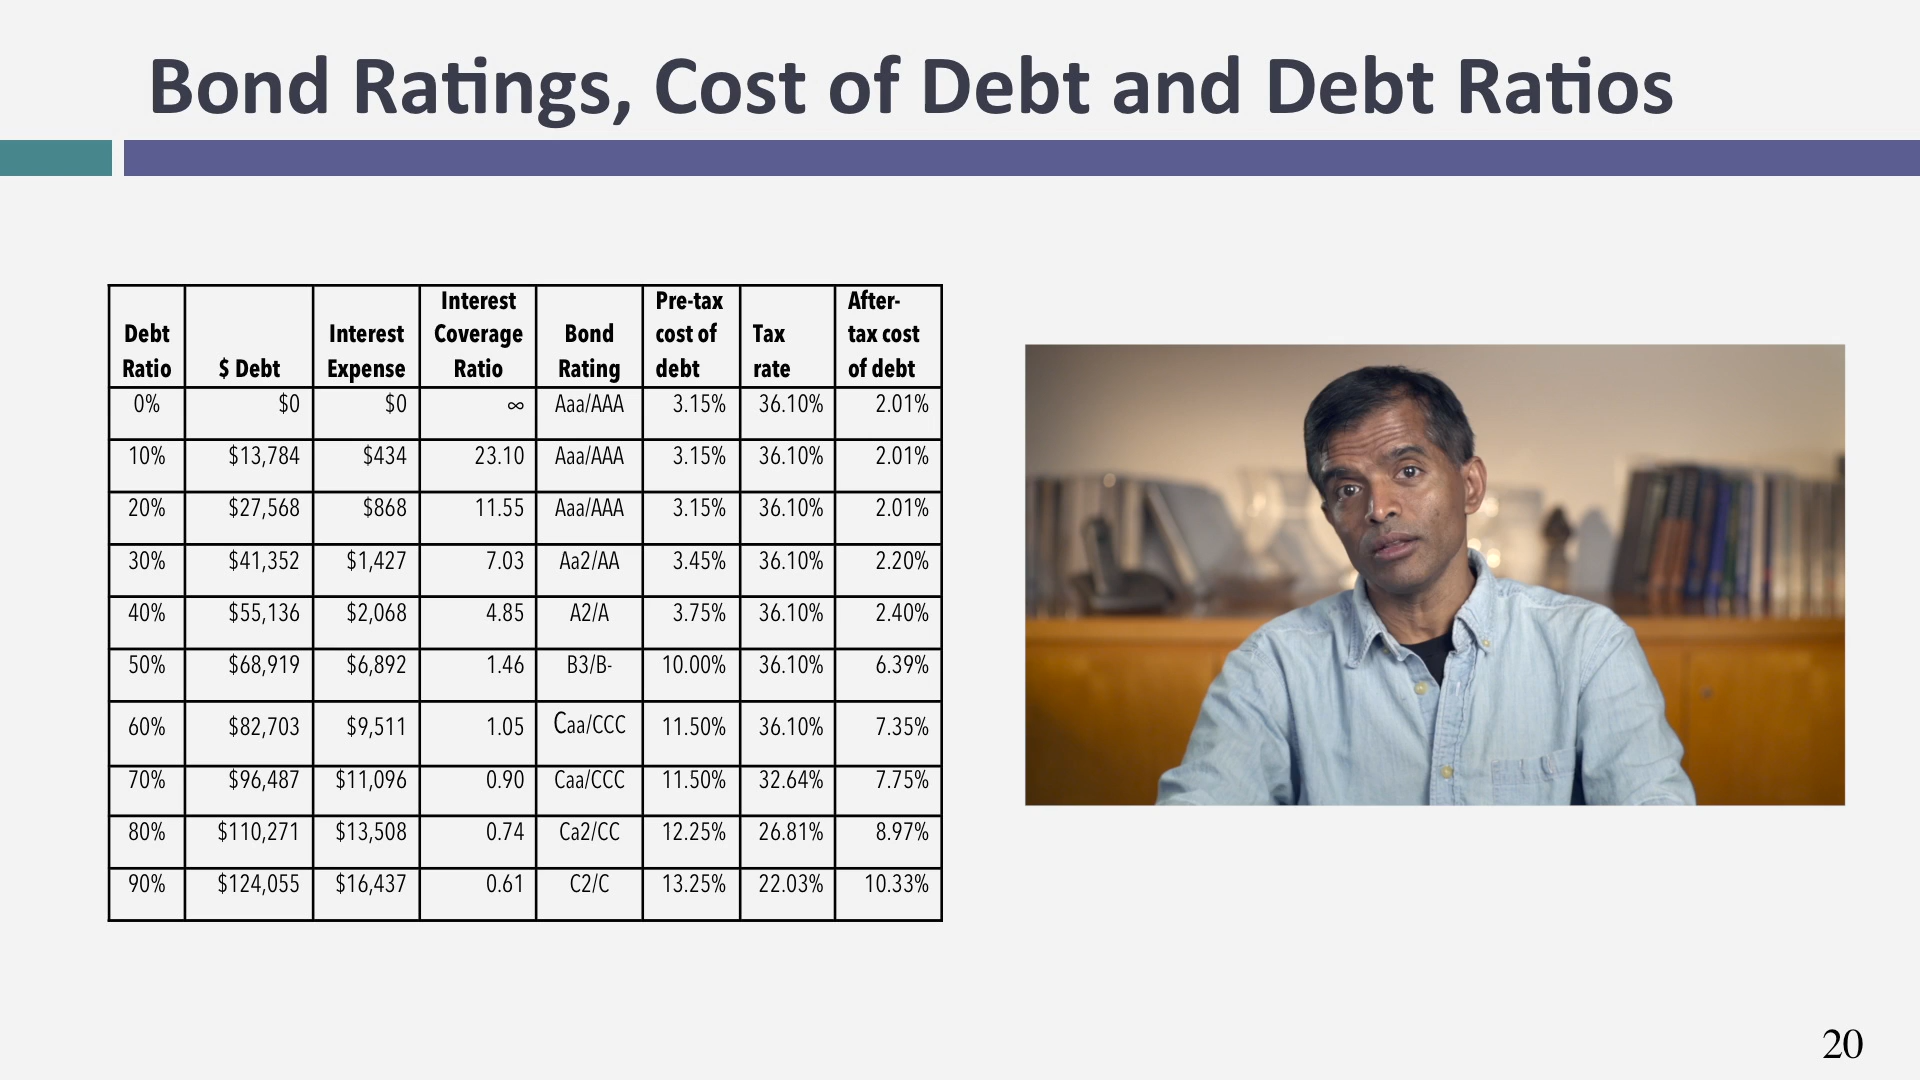 Bond Ratings, Cost of Debt and Debt Ratios
Debt Ratio $ Debt Interest Expense Interest Coverage Ratio Bond Rating Pre-tax cost of debt Tax rate After-tax cost of debt
0% $0 $0 ∞ Aaa/AAA 3.15% 36.10% 2.01%
10% $13,784 $434 23.10 Aaa/AAA 3.15% 36.10% 2.01%
20% $27,568 $868 11.55 Aaa/AAA 3.15% 36.10% 2.01%
30% $41,352 $1,427 7.03 Aa2/AA 3.45% 36.10% 2.20%
40% $55,136 $2,068 4.85 A2/A 3.75% 36.10% 2.40%
50% $68,919 $6,892 1.46 B3/B- 10.00% 36.10% 6.39%
60% $82,703 $9,511 1.05 Caa/CCC 11.50% 36.10% 7.35%
70% $96,487 $11,096 0.90 Caa/CCC 11.50% 32.64% 7.75%
80% $110,271 $13,508 0.74 Ca2/CC 12.25% 26.81% 8.97%
90% $124,055 $16,437 0.61 C2/C 13.25% 22.03% 10.33%
20